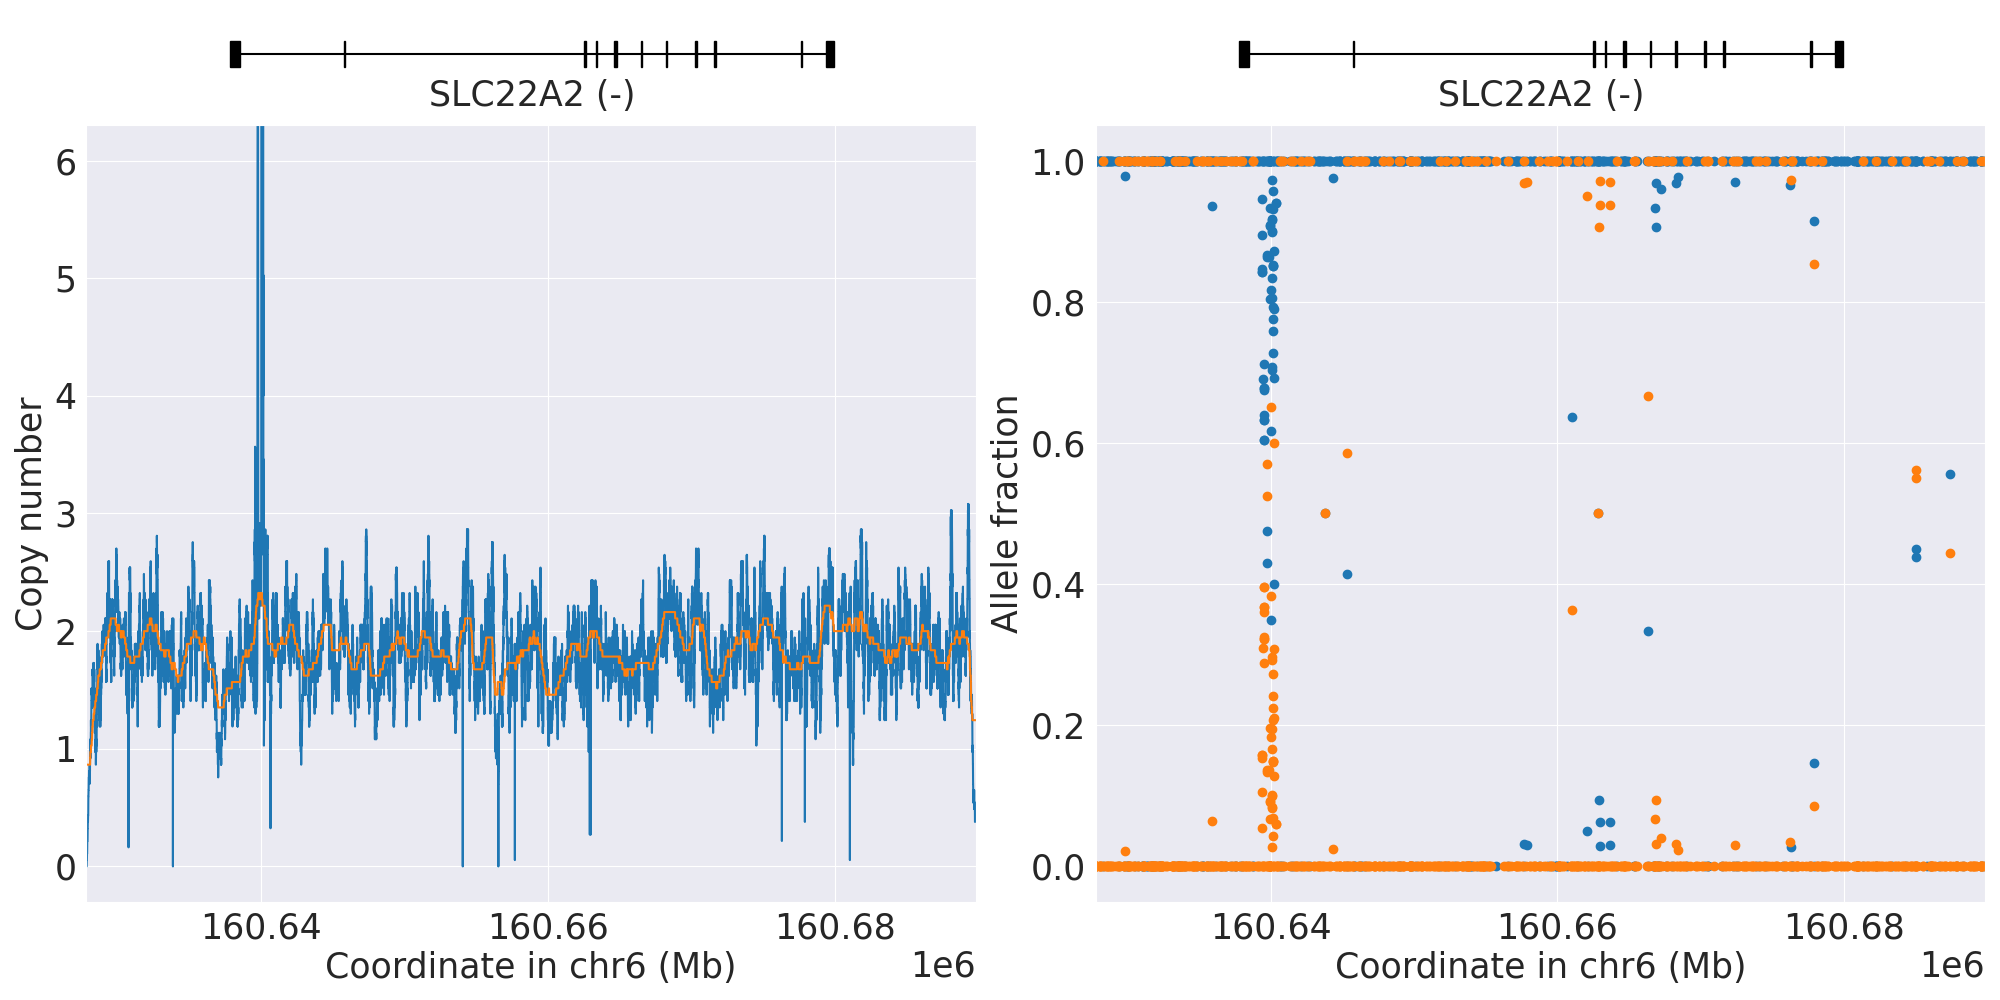 SLC22A2 (-)
SLC22A2 (-)
Copy number
6
5
4
3
2
1
0
160.64
160.66
160.68
Coordinate in chr6 (Mb)
1e6
Allele fraction
1.0
0.8
0.6
0.4
0.2
0.0
160.64
160.66
160.68
Coordinate in chr6 (Mb)
1e6